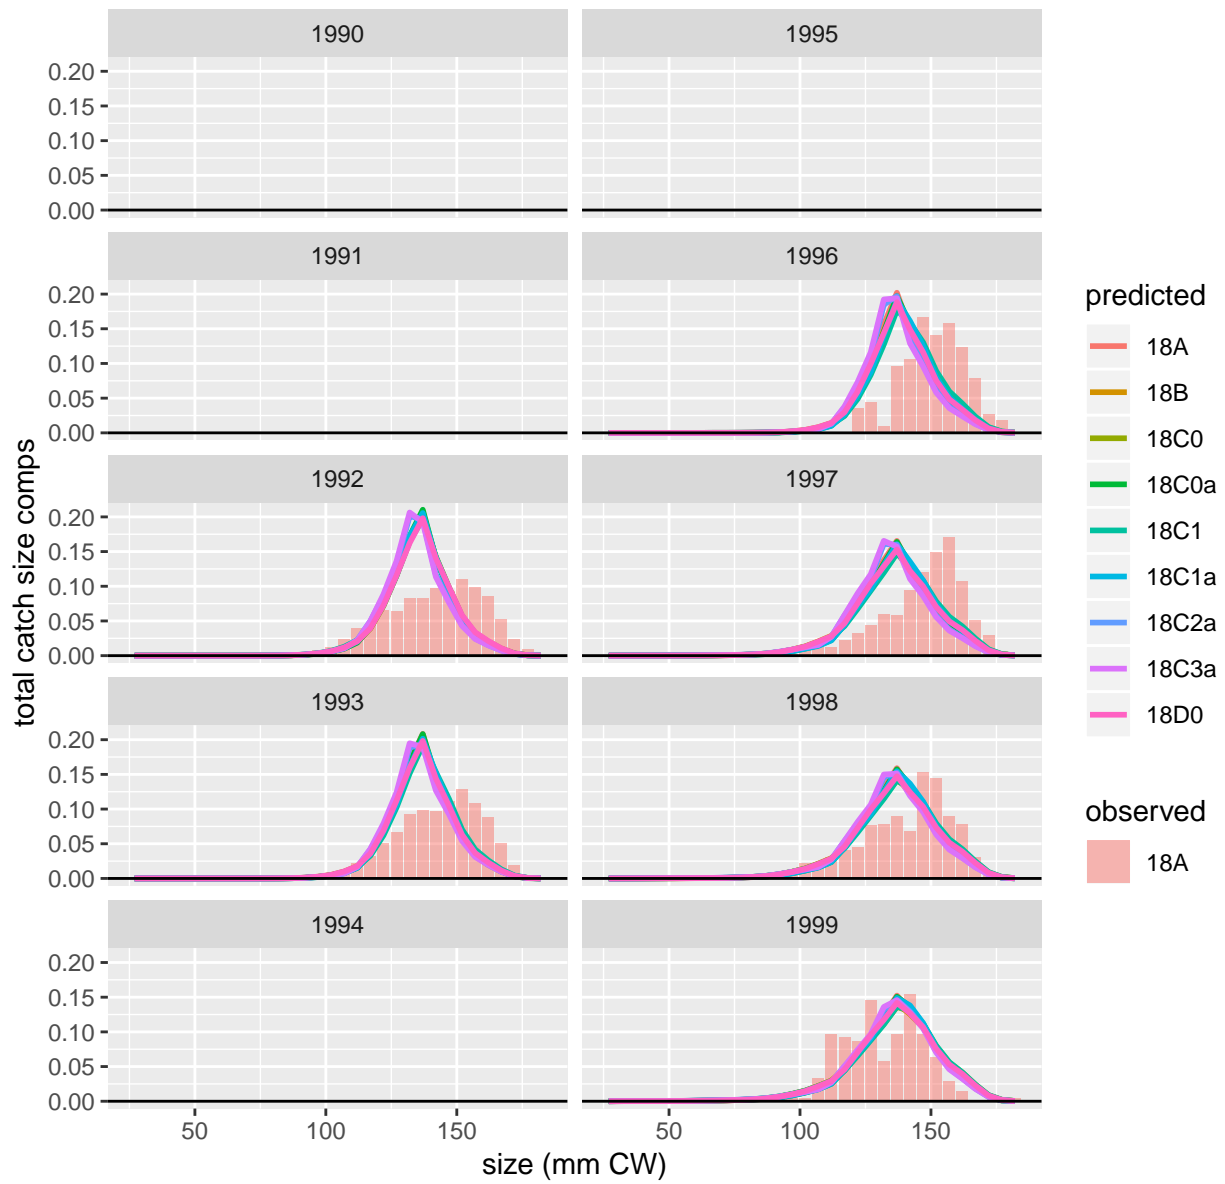 1990 1995
0.20
0.15
0.10
0.05
0.00
1991 1996
0.20
0.15
0.10
0.05
0.00
1992 1997
0.20
0.15
0.10
0.05
0.00
1993 1998
0.20
0.15
0.10
0.05
0.00
1994 1999
0.20
0.15
0.10
0.05
0.00
50 100 150 50 100 150
size (mm CW)
total catch size comps
predicted
18A
18B
18C0
18C0a
18C1
18C1a
18C2a
18C3a
18D0
observed
18A